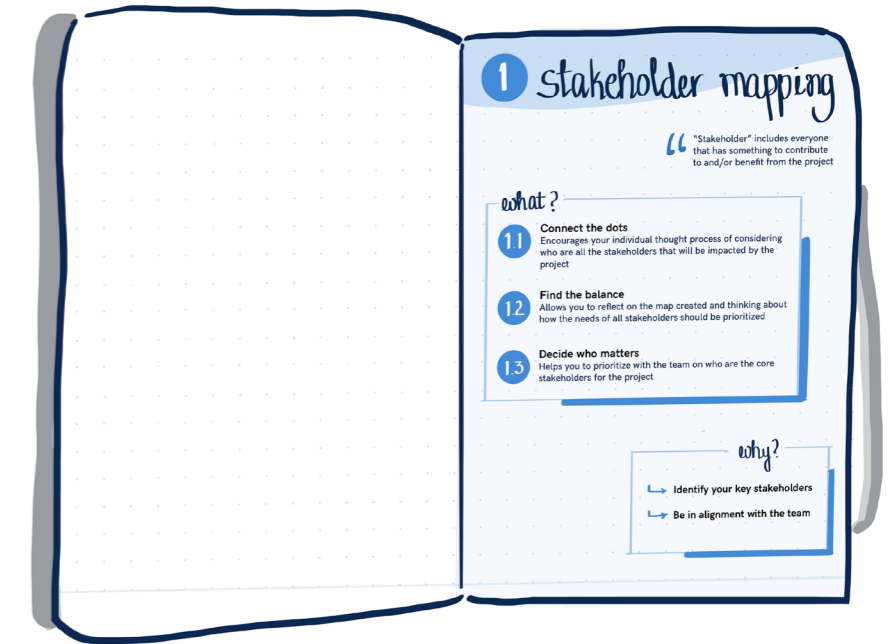 1 stakeholder mapping
“Stakeholder” includes everyone
that has something to contribute
to and/or benefit from the project
what?
1.1 Connect the dots
Encourages your individual thought process of considering
who are all the stakeholders that will be impacted by the
project
1.2 Find the balance
Allows you to reflect on the map created and thinking about
how the needs of all stakeholders should be prioritized
1.3 Decide who matters
Helps you to prioritize with the team on who are the core
stakeholders for the project
why?
Identify your key stakeholders
Be in alignment with the team